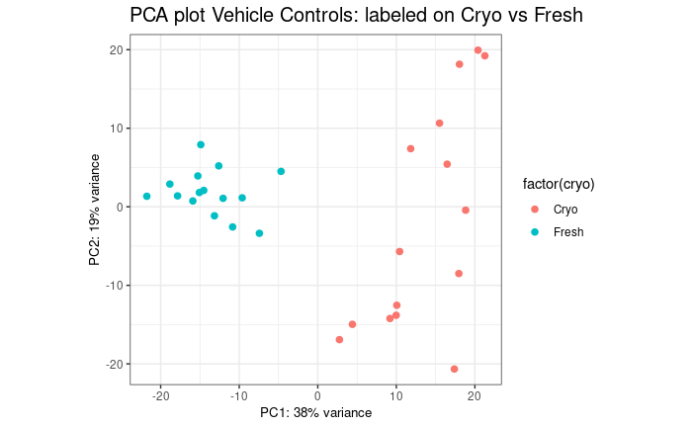 PCA plot Vehicle Controls: labeled on Cryo vs Fresh
20
10
0
-10
-20
PC2: 19% variance
-20
-10
0
10
20
PC1: 38% variance
factor(cryo)
Cryo
Fresh